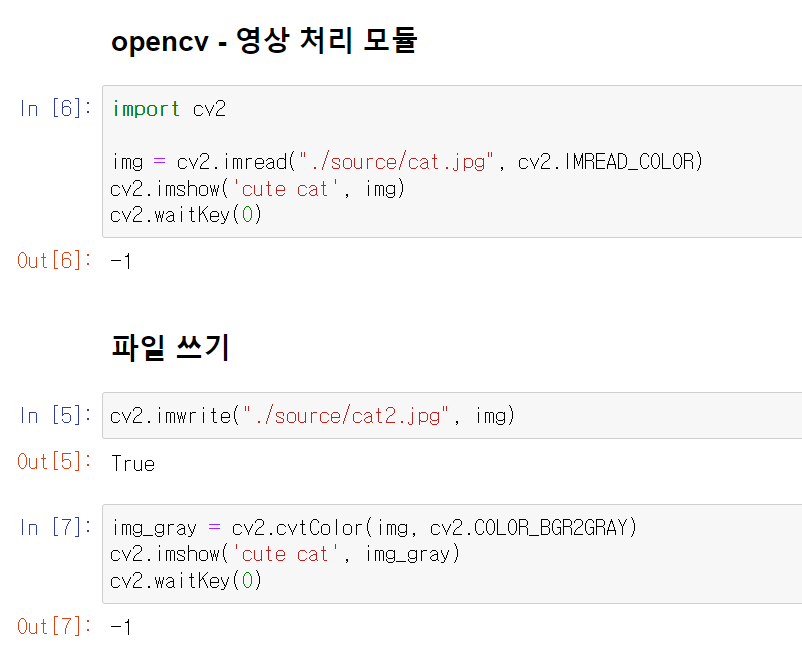 opencv - 영상 처리 모듈
In [6]: import cv2
img = cv2.imread("./source/cat.jpg", cv2.IMREAD_COLOR)
cv2.imshow('cute cat', img)
cv2.waitKey(0)
Out[6]: -1
파일 쓰기
In [5]: cv2.imwrite("./source/cat2.jpg", img)
Out[5]: True
In [7]: img_gray = cv2.cvtColor(img, cv2.COLOR_BGR2GRAY)
cv2.imshow('cute cat', img_gray)
cv2.waitKey(0)
Out[7]: -1